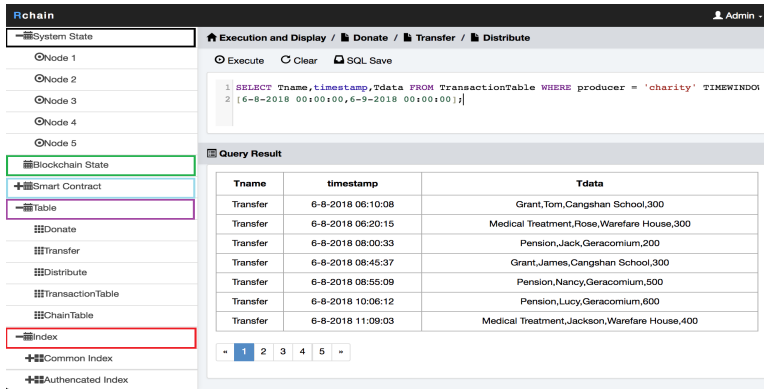 Rchain
Admin
System State
Node 1
Node 2
Node 3
Node 4
Node 5
Blockchain State
Smart Contract
Table
Donate
Transfer
Distribute
TransactionTable
ChainTable
Index
Common Index
Authencated Index
Execution and Display / Donate / Transfer / Distribute
Execute Clear SQL Save
1 SELECT Tname,timestamp,Tdata FROM TransactionTable WHERE producer = 'charity' TIMEWINDOW
2 [6-8-2018 00:00:00,6-9-2018 00:00:00];
Query Result
Tname timestamp Tdata
Transfer 6-8-2018 06:10:08 Grant,Tom,Cangshan School,300
Transfer 6-8-2018 06:20:15 Medical Treatment,Rose,Warefare House,300
Transfer 6-8-2018 08:00:33 Pension,Jack,Geracomium,200
Transfer 6-8-2018 08:45:37 Grant,James,Cangshan School,300
Transfer 6-8-2018 08:55:09 Pension,Nancy,Geracomium,500
Transfer 6-8-2018 10:06:12 Pension,Lucy,Geracomium,600
Transfer 6-8-2018 11:09:03 Medical Treatment,Jackson,Warefare House,400
« 1 2 3 4 5 »